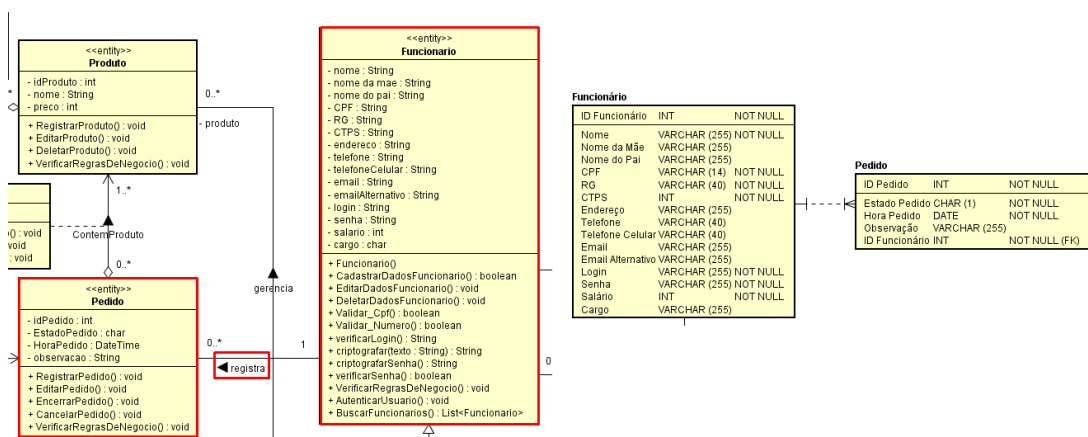 <<entity>>
Produto
- idProduto : int
- nome : String
- preco : int
+ RegistrarProduto() : void
+ EditarProduto() : void
+ DeletarProduto() : void
+ VerificarRegrasDeNegocio() : void
*
0..*
- produto
1..*
ContemProduto
o() : void
void
: void
0..*
gerencia
<<entity>>
Pedido
- idPedido : int
- EstadoPedido : char
- HoraPedido : DateTime
- observacao : String
+ RegistrarPedido() : void
+ EditarPedido() : void
+ EncerrarPedido() : void
+ CancelarPedido() : void
+ VerificarRegrasDeNegocio() : void
0..*
registra
1
<<entity>>
Funcionario
- nome : String
- nome da mae : String
- nome do pai : String
- CPF : String
- RG : String
- CTPS : String
- endereco : String
- telefone : String
- telefoneCelular : String
- email : String
- emailAlternativo : String
- login : String
- senha : String
- salario : int
- cargo : char
+ Funcionario()
+ CadastrarDadosFuncionario() : boolean
+ EditarDadosFuncionario() : void
+ DeletarDadosFuncionario() : void
+ Validar_Cpf() : boolean
+ Validar_Numero() : boolean
+ verificarLogin() : String
+ criptografar(texto : String) : String
+ criptografarSenha() : String
+ verificarSenha() : boolean
+ VerificarRegrasDeNegocio() : void
+ AutenticarUsuario() : void
+ BuscarFuncionarios() : List<Funcionario>
0
Funcionário
ID Funcionário INT NOT NULL
Nome VARCHAR (255) NOT NULL
Nome da Mãe VARCHAR (255)
Nome do Pai VARCHAR (255)
CPF VARCHAR (14) NOT NULL
RG VARCHAR (40) NOT NULL
CTPS INT NOT NULL
Endereço VARCHAR (255)
Telefone VARCHAR (40)
Telefone Celular VARCHAR (40)
Email VARCHAR (255)
Email Alternativo VARCHAR (255)
Login VARCHAR (255) NOT NULL
Senha VARCHAR (255) NOT NULL
Salário INT NOT NULL
Cargo VARCHAR (255)
Pedido
ID Pedido INT NOT NULL
Estado Pedido CHAR (1) NOT NULL
Hora Pedido DATE NOT NULL
Observação VARCHAR (255)
ID Funcionário INT NOT NULL (FK)